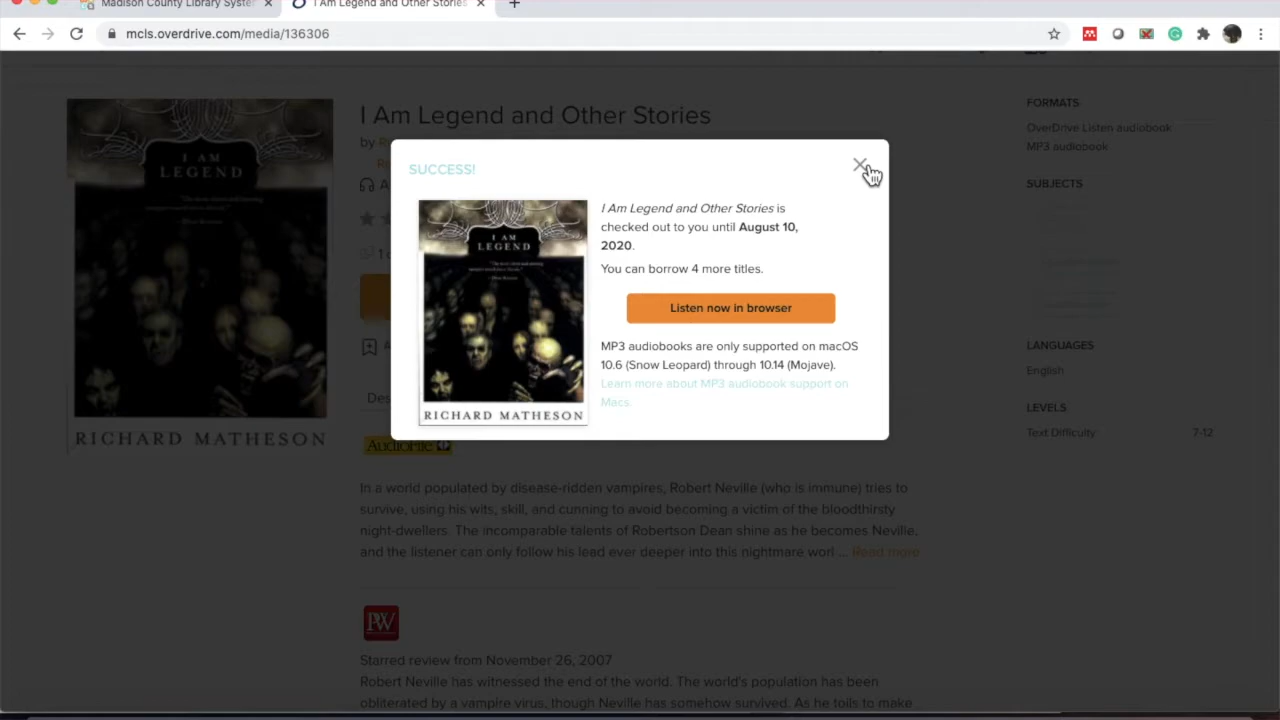 Madison County Library Syster
I Am Legend and Other Stories
mcls.overdrive.com/media/136306
I Am Legend and Other Stories
by
FORMATS
OverDrive Listen audiobook
MP3 audiobook
SUBJECTS
LANGUAGES
English
LEVELS
Text Difficulty 7-12
I AM
LEGEND
RICHARD MATHESON
SUCCESS!
I AM
LEGEND
RICHARD MATHESON
I Am Legend and Other Stories is
checked out to you until August 10,
2020.
You can borrow 4 more titles.
Listen now in browser
MP3 audiobooks are only supported on macOS
10.6 (Snow Leopard) through 10.14 (Mojave).
Learn more about MP3 audiobook support on
Macs.
Des
AudioFile
In a world populated by disease-ridden vampires, Robert Neville (who is immune) tries to
survive, using his wits, skill, and cunning to avoid becoming a victim of the bloodthirsty
night-dwellers. The incomparable talents of Robertson Dean shine as he becomes Neville,
and the listener can only follow his lead ever deeper into this nightmare worl ... Read more
PW
Starred review from November 26, 2007
Robert Neville has witnessed the end of the world. The world's population has been
obliterated by a vampire virus, though Neville has somehow survived. As he toils to make